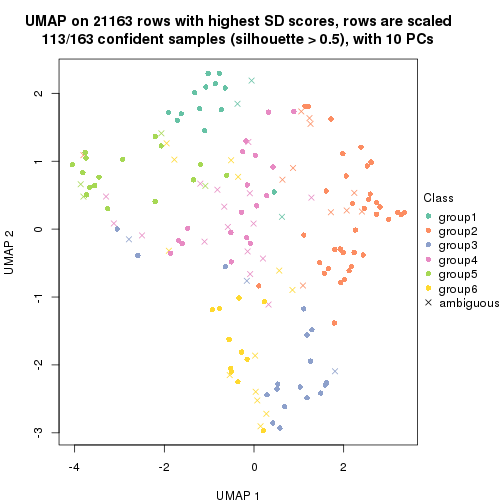 UMAP on 21163 rows with highest SD scores, rows are scaled
113/163 confident samples (silhouette > 0.5), with 10 PCs
Class
group1
group2
group3
group4
group5
group6
ambiguous
UMAP 2
2
1
0
-1
-2
-3
-4
-2
0
2
UMAP 1